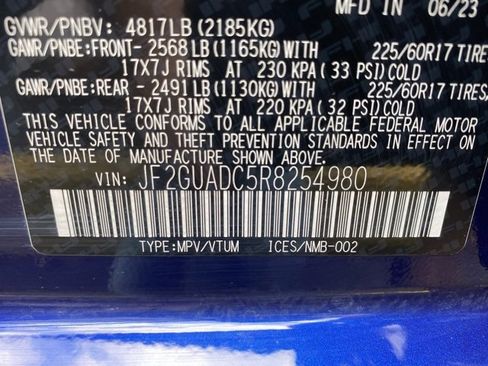 MFD IN 06/23
GVWR/PNBV: 4817LB (2185KG)
GAWR/PNBE:FRONT- 2568 LB (1165KG) WITH 225/60R17 TIRES,
17X7J RIMS AT 230 KPA (33 PSI) COLD
GAWR/PNBE:REAR - 2491 LB (1130KG) WITH 225/60R17 TIRES,
17X7J RIMS AT 220 KPA (32 PSI) COLD
THIS VEHICLE CONFORMS TO ALL APPLICABLE FEDERAL MOTOR
VEHICLE SAFETY AND THEFT PREVENTION STANDARDS IN EFFECT
ON THE DATE OF MANUFACTURE SHOWN ABOVE.
VIN: JF2GUADC5R8254980
TYPE:MPV/VTUM ICES/NMB-002